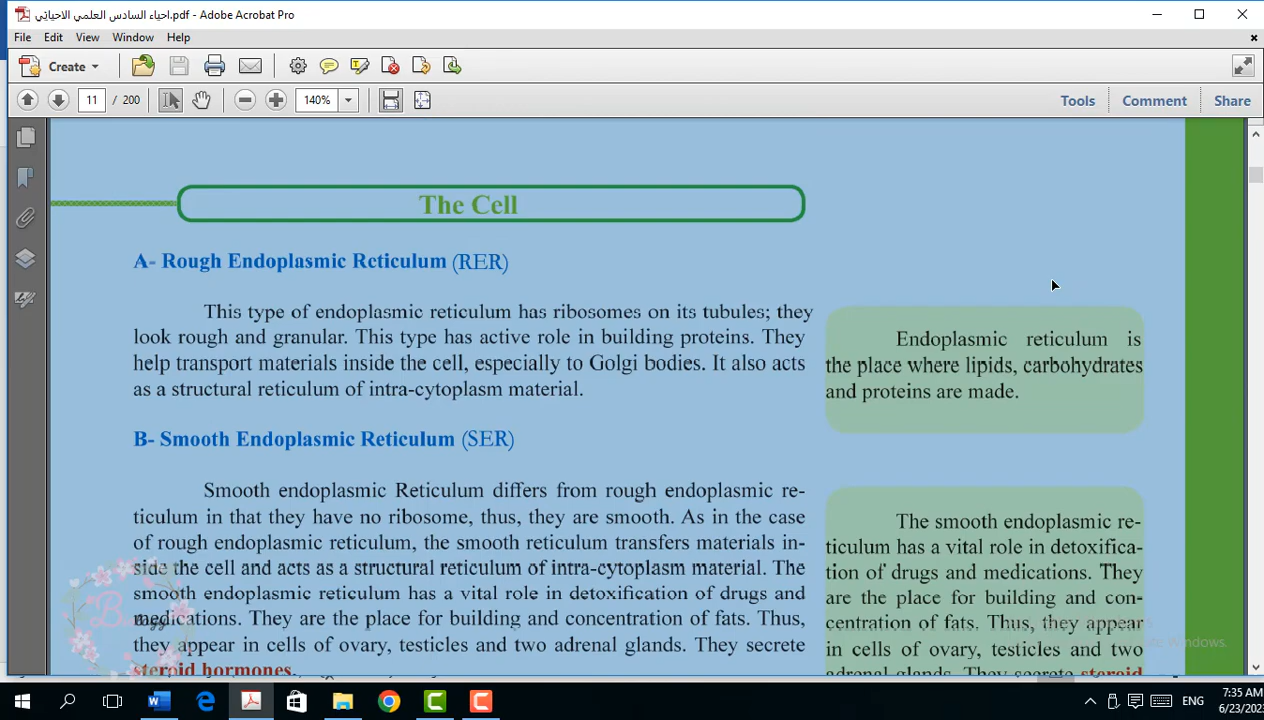 احياء السادس العلمي الاحيائي.pdf - Adobe Acrobat Pro
File Edit View Window Help
Create
11 / 200 140% Tools Comment Share
The Cell
A- Rough Endoplasmic Reticulum (RER)
This type of endoplasmic reticulum has ribosomes on its tubules; they
look rough and granular. This type has active role in building proteins. They
help transport materials inside the cell, especially to Golgi bodies. It also acts
as a structural reticulum of intra-cytoplasm material.
Endoplasmic reticulum is
the place where lipids, carbohydrates
and proteins are made.
B- Smooth Endoplasmic Reticulum (SER)
Smooth endoplasmic Reticulum differs from rough endoplasmic re-
ticulum in that they have no ribosome, thus, they are smooth. As in the case
of rough endoplasmic reticulum, the smooth reticulum transfers materials in-
side the cell and acts as a structural reticulum of intra-cytoplasm material. The
smooth endoplasmic reticulum has a vital role in detoxification of drugs and
medications. They are the place for building and concentration of fats. Thus,
they appear in cells of ovary, testicles and two adrenal glands. They secrete
steroid hormones.
The smooth endoplasmic re-
ticulum has a vital role in detoxifica-
tion of drugs and medications. They
are the place for building and con-
centration of fats. Thus, they appear
in cells of ovary, testicles and two
adrenal glands. They secrete steroid
ENG
7:35 AM